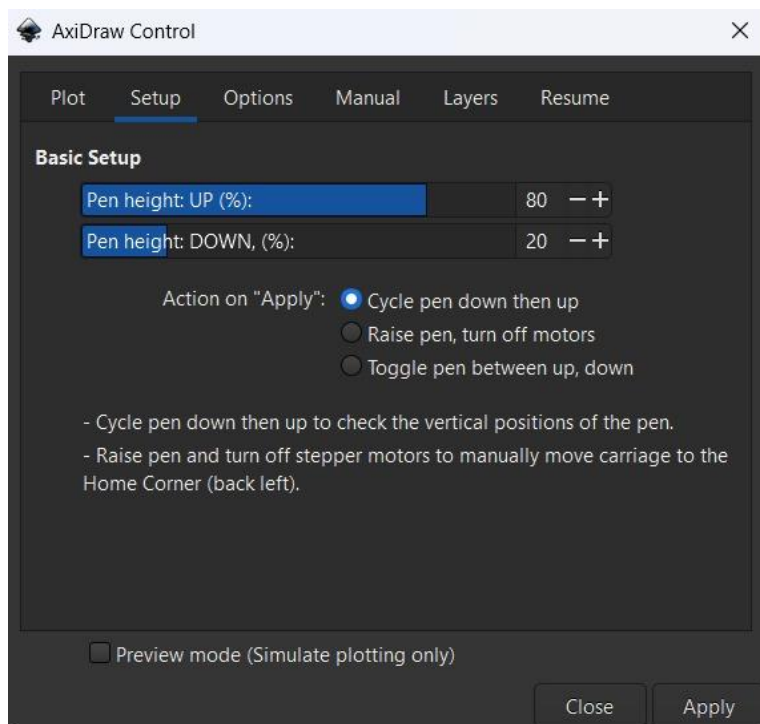 AxiDraw Control
Plot Setup Options Manual Layers Resume
Basic Setup
Pen height: UP (%): 80
Pen height: DOWN, (%): 20
Action on "Apply": Cycle pen down then up
Raise pen, turn off motors
Toggle pen between up, down
- Cycle pen down then up to check the vertical positions of the pen.
- Raise pen and turn off stepper motors to manually move carriage to the
Home Corner (back left).
Preview mode (Simulate plotting only)
Close Apply